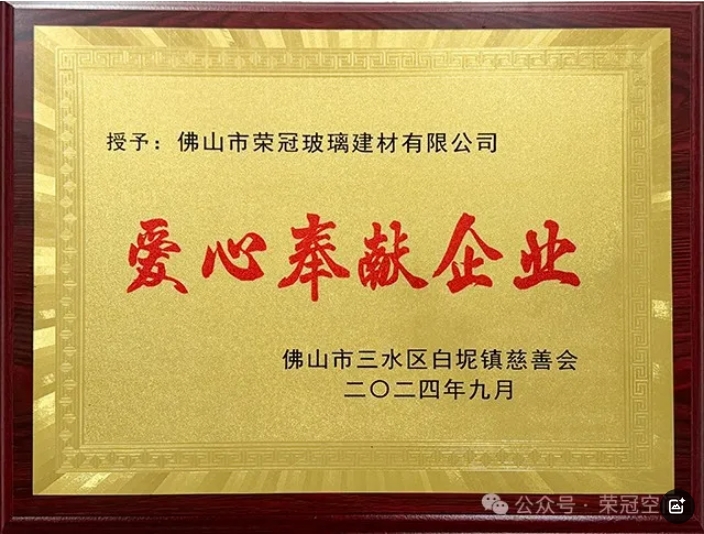 授予：佛山市荣冠玻璃建材有限公司
爱心奉献企业
佛山市三水区白坭镇慈善会
二〇二四年九月
公众号·荣冠空